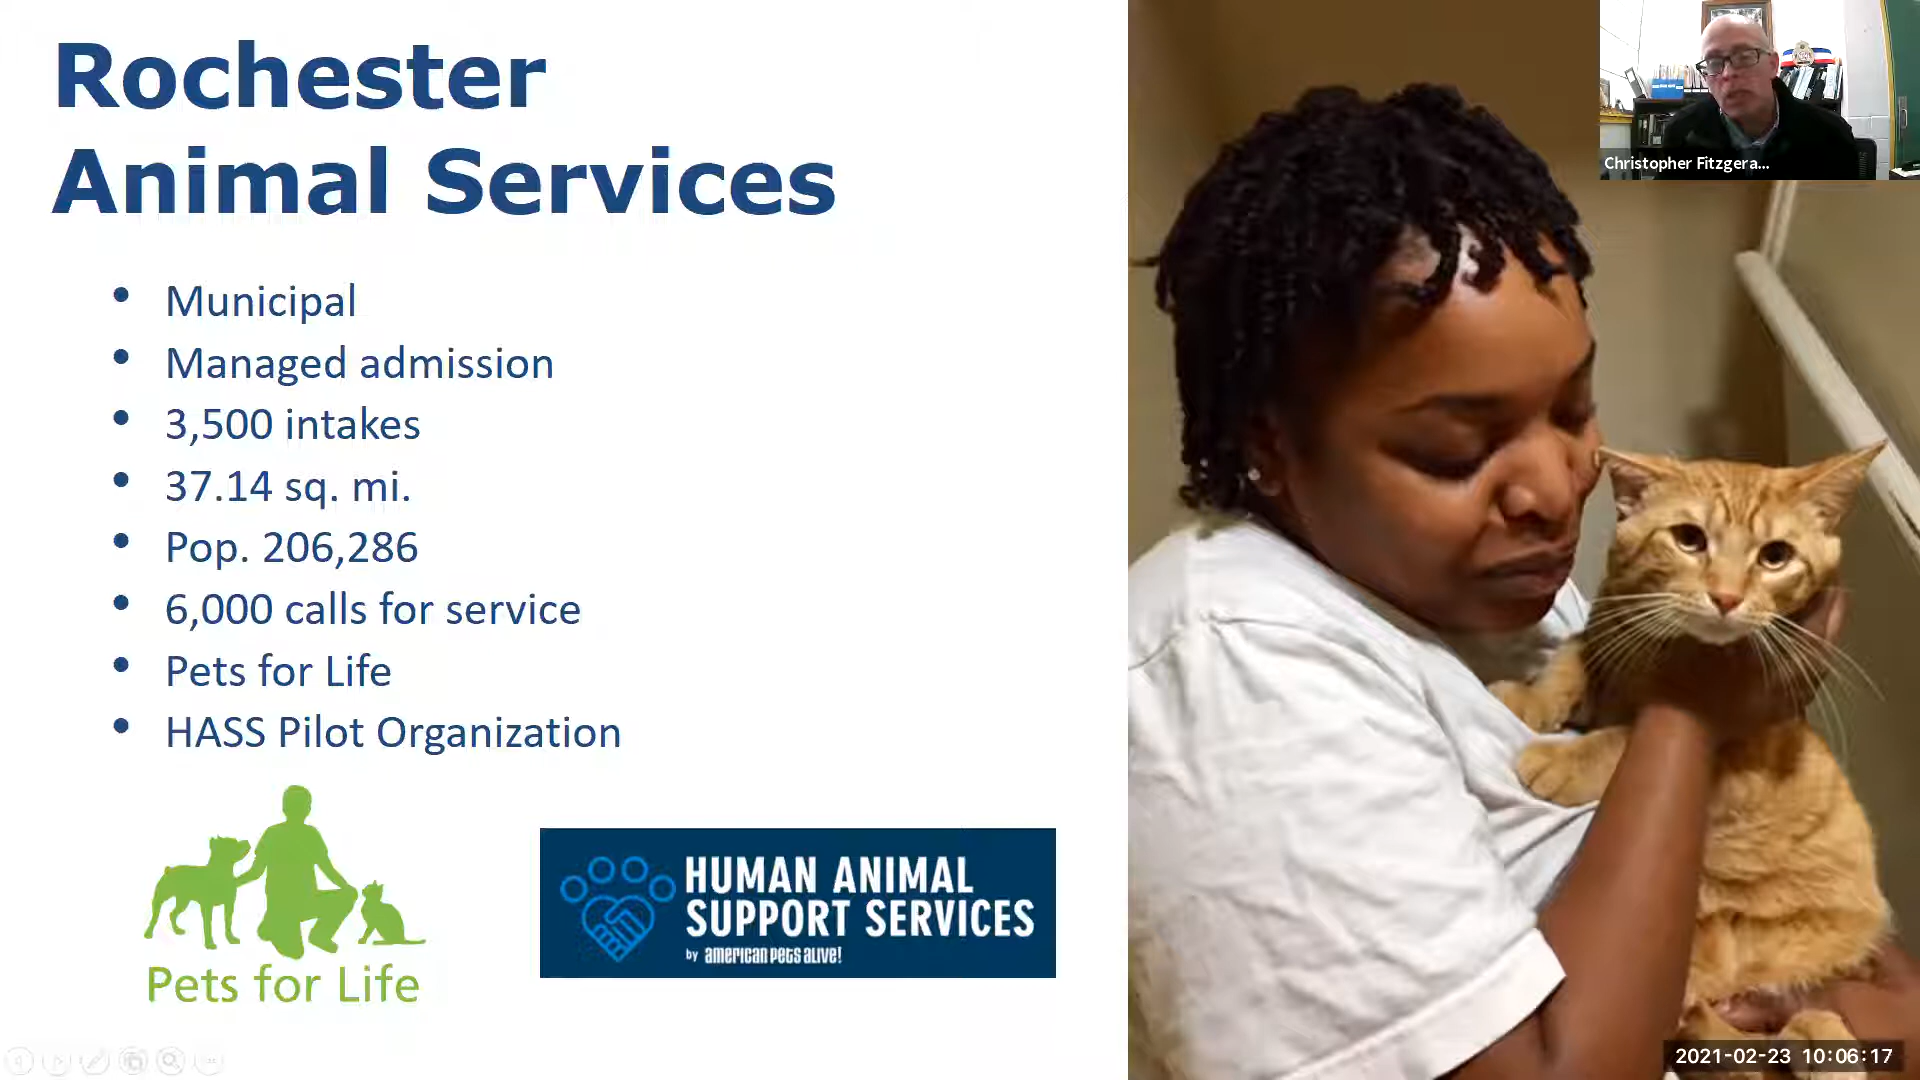 Rochester
Animal Services
Christopher Fitzgera...
• Municipal
• Managed admission
• 3,500 intakes
• 37.14 sq. mi.
• Pop. 206,286
• 6,000 calls for service
• Pets for Life
• HASS Pilot Organization
Pets for Life
HUMAN ANIMAL
SUPPORT SERVICES
by american pets alive!
2021-02-23 10:06:17